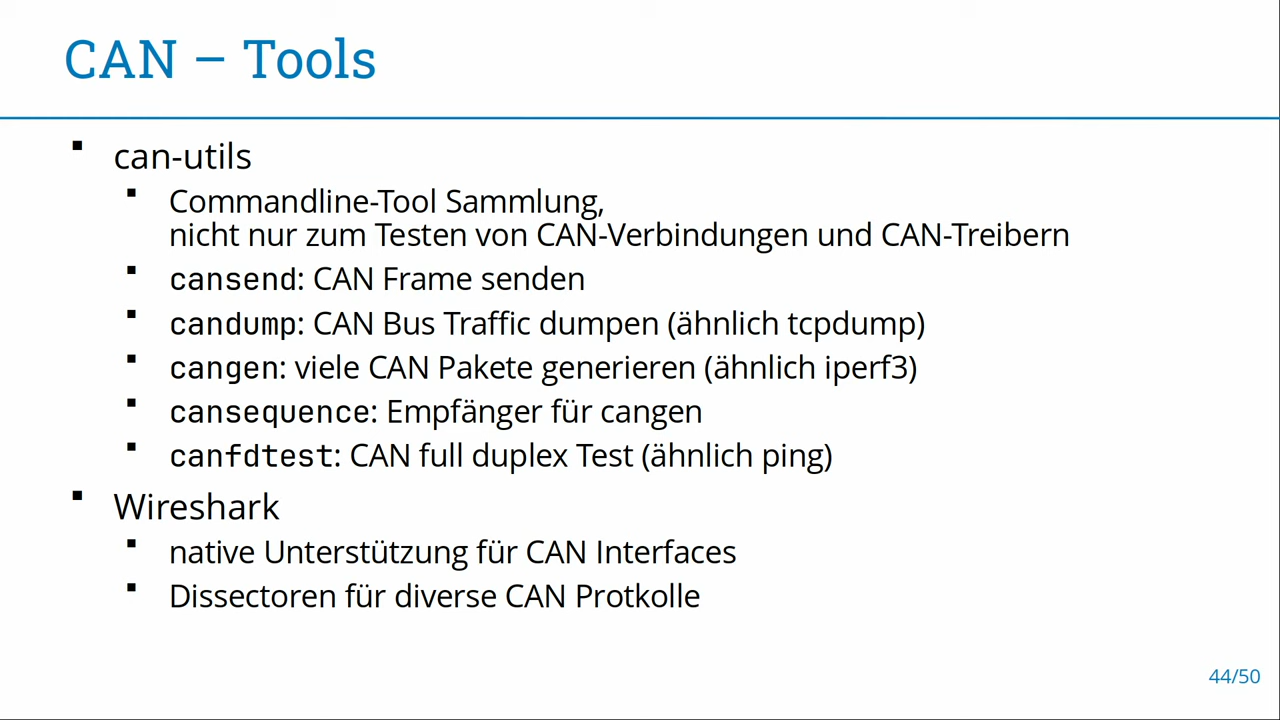 CAN – Tools
can-utils
Commandline-Tool Sammlung,
nicht nur zum Testen von CAN-Verbindungen und CAN-Treibern
cansend: CAN Frame senden
candump: CAN Bus Traffic dumpen (ähnlich tcpdump)
cangen: viele CAN Pakete generieren (ähnlich iperf3)
cansequence: Empfänger für cangen
canfdtest: CAN full duplex Test (ähnlich ping)
Wireshark
native Unterstützung für CAN Interfaces
Dissectoren für diverse CAN Protkolle
44/50